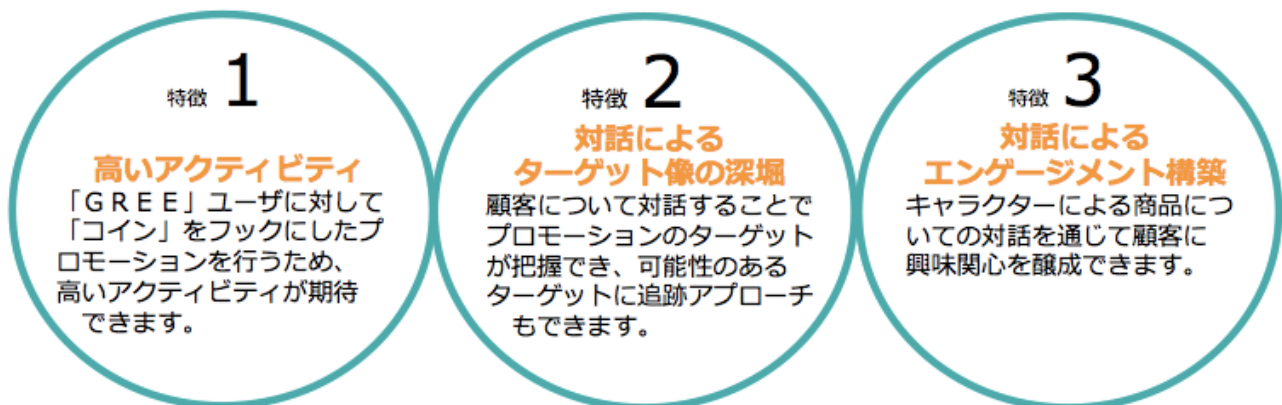 特徴 1
高いアクティビティ
「ＧＲＥＥ」ユーザに対して
「コイン」をフックにしたプ
ロモーションを行うため、
高いアクティビティが期待
できます。
特徴 2
対話による
ターゲット像の深堀
顧客について対話することで
プロモーションのターゲット
が把握でき、可能性のある
ターゲットに追跡アプローチ
もできます。
特徴 3
対話による
エンゲージメント構築
キャラクターによる商品につ
いての対話を通じて顧客に
興味関心を醸成できます。